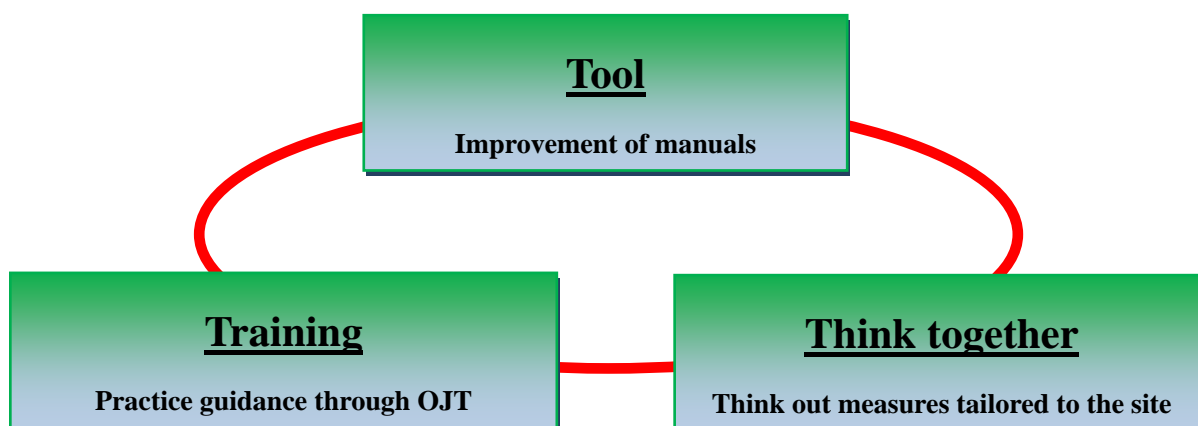 Tool
Improvement of manuals
Training
Practice guidance through OJT
Think together
Think out measures tailored to the site